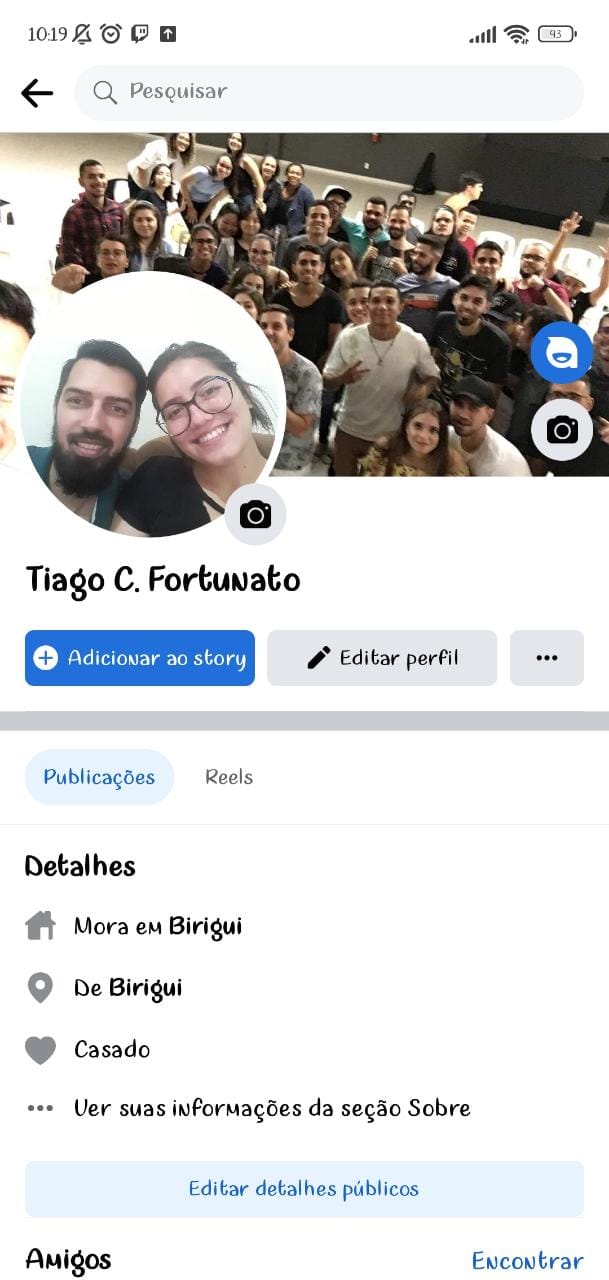 10:19
43
Pesquisar
Tiago C. Fortunato
Adicionar ao story
Editar perfil
Publicações
Reels
Detalhes
Mora em Birigui
De Birigui
Casado
Ver suas informações da seção Sobre
Editar detalhes públicos
Amigos
Encontrar